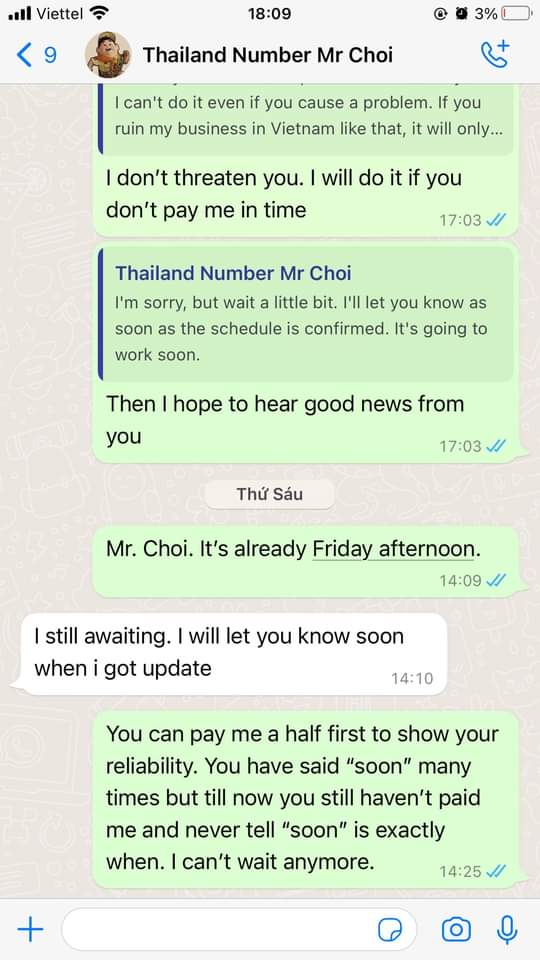 Viettel 18:09 3%
9 Thailand Number Mr Choi
I can't do it even if you cause a problem. If you
ruin my business in Vietnam like that, it will only...
I don’t threaten you. I will do it if you
don’t pay me in time
17:03
Thailand Number Mr Choi
I'm sorry, but wait a little bit. I'll let you know as
soon as the schedule is confirmed. It's going to
work soon.
Then I hope to hear good news from
you
17:03
Thứ Sáu
Mr. Choi. It’s already Friday afternoon.
14:09
I still awaiting. I will let you know soon
when i got update
14:10
You can pay me a half first to show your
reliability. You have said “soon” many
times but till now you still haven’t paid
me and never tell “soon” is exactly
when. I can’t wait anymore.
14:25